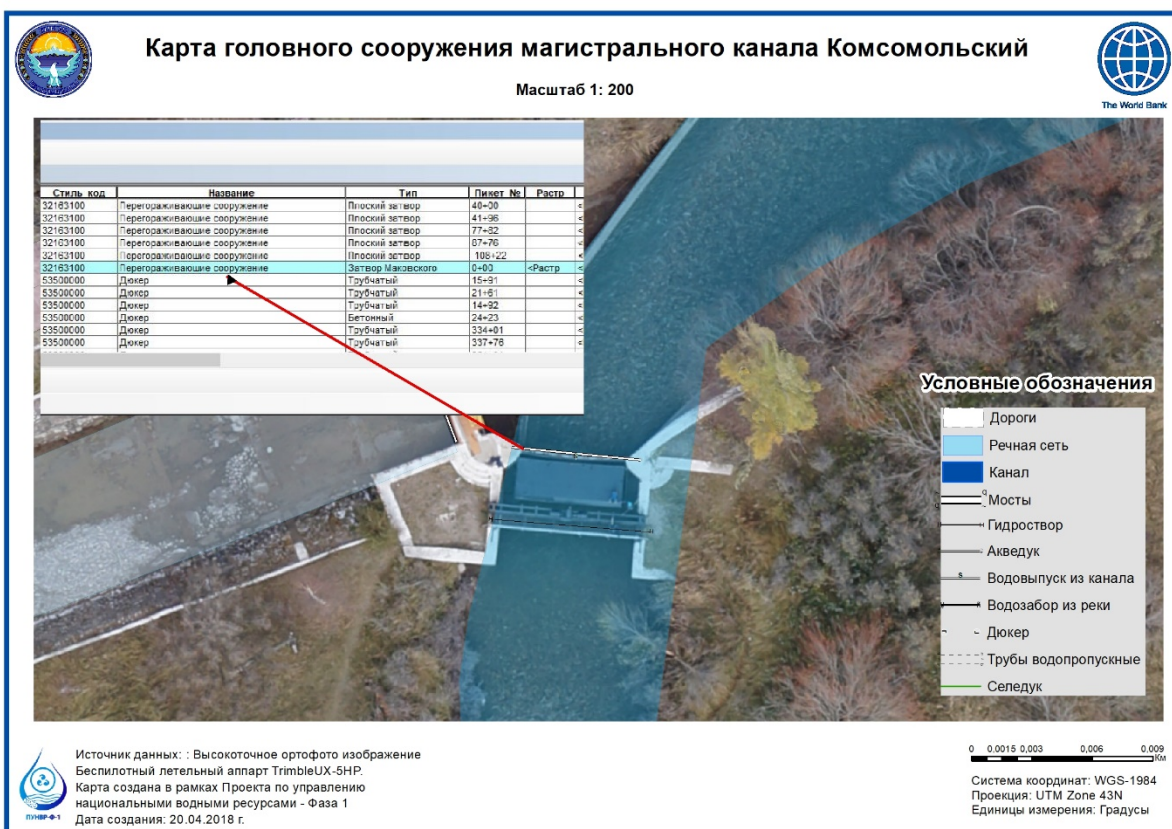 Карта головного сооружения магистрального канала Комсомольский
Масштаб 1: 200
The World Bank
Стиль код Название Тип Пикет № Растр
32163100 Перегораживающие сооружение Плоский затвор 40+00
32163100 Перегораживающие сооружение Плоский затвор 41+96
32163100 Перегораживающие сооружение Плоский затвор 77+82
32163100 Перегораживающие сооружение Плоский затвор 87+76
32163100 Перегораживающие сооружение Плоский затвор 108+22
32163100 Перегораживающие сооружение Затвор Маковского 0+00 <Растр
53500000 Дюкер Трубчатый 15+91
53500000 Дюкер Трубчатый 21+61
53500000 Дюкер Трубчатый 14+92
53500000 Дюкер Бетонный 24+23
53500000 Дюкер Трубчатый 334+01
53500000 Дюкер Трубчатый 337+76
Условные обозначения
Дороги
Речная сеть
Канал
Мосты
Гидроствор
Акведук
Водовыпуск из канала
Водозабор из реки
Дюкер
Трубы водопропускные
Селедук
Источник данных: : Высокоточное ортофото изображение
Беспилотный летельный аппарт TrimbleUX-5HP.
Карта создана в рамках Проекта по управлению
национальными водными ресурсами - Фаза 1
Дата создания: 20.04.2018 г.
ПУНВР-Ф-1
0 0.0015 0,003 0,006 0,009
Км
Система координат: WGS-1984
Проекция: UTM Zone 43N
Единицы измерения: Градусы